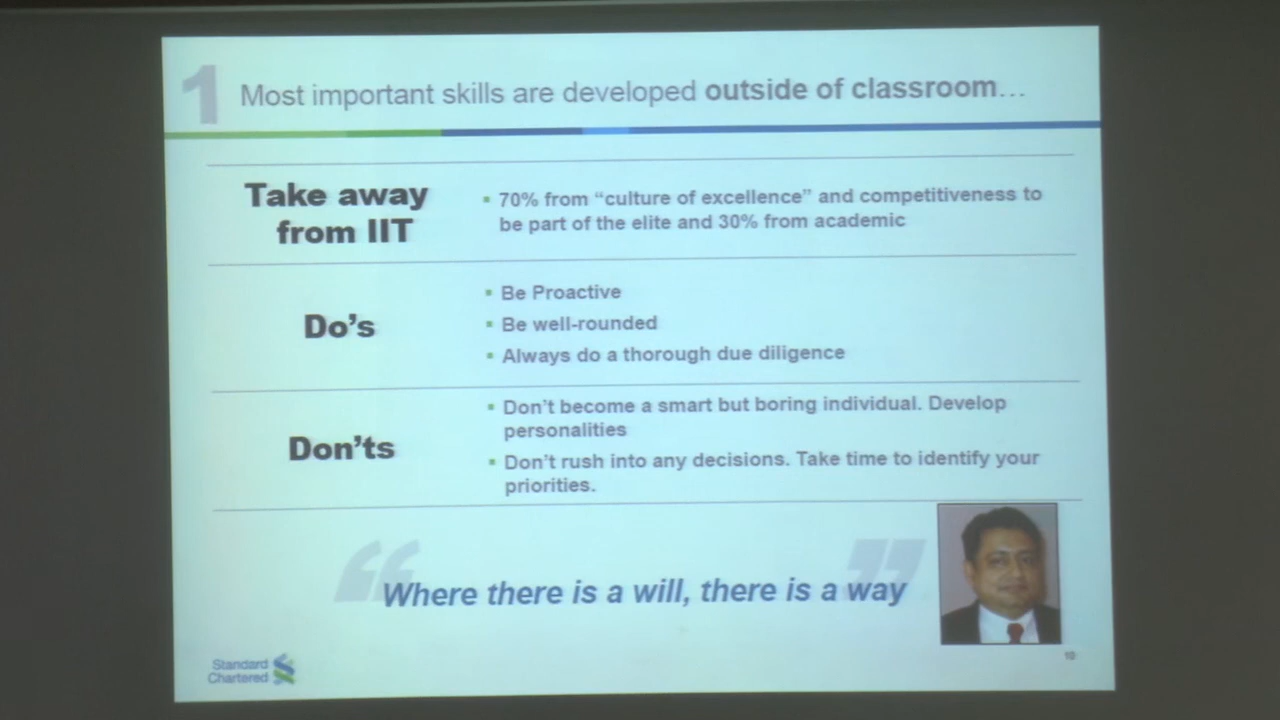 1 Most important skills are developed outside of classroom...
Take away
from IIT
▪ 70% from “culture of excellence” and competitiveness to
be part of the elite and 30% from academic
Do’s
▪ Be Proactive
▪ Be well-rounded
▪ Always do a thorough due diligence
Don’ts
▪ Don’t become a smart but boring individual. Develop
personalities
▪ Don’t rush into any decisions. Take time to identify your
priorities.
“Where there is a will, there is a way”
Standard
Chartered
10